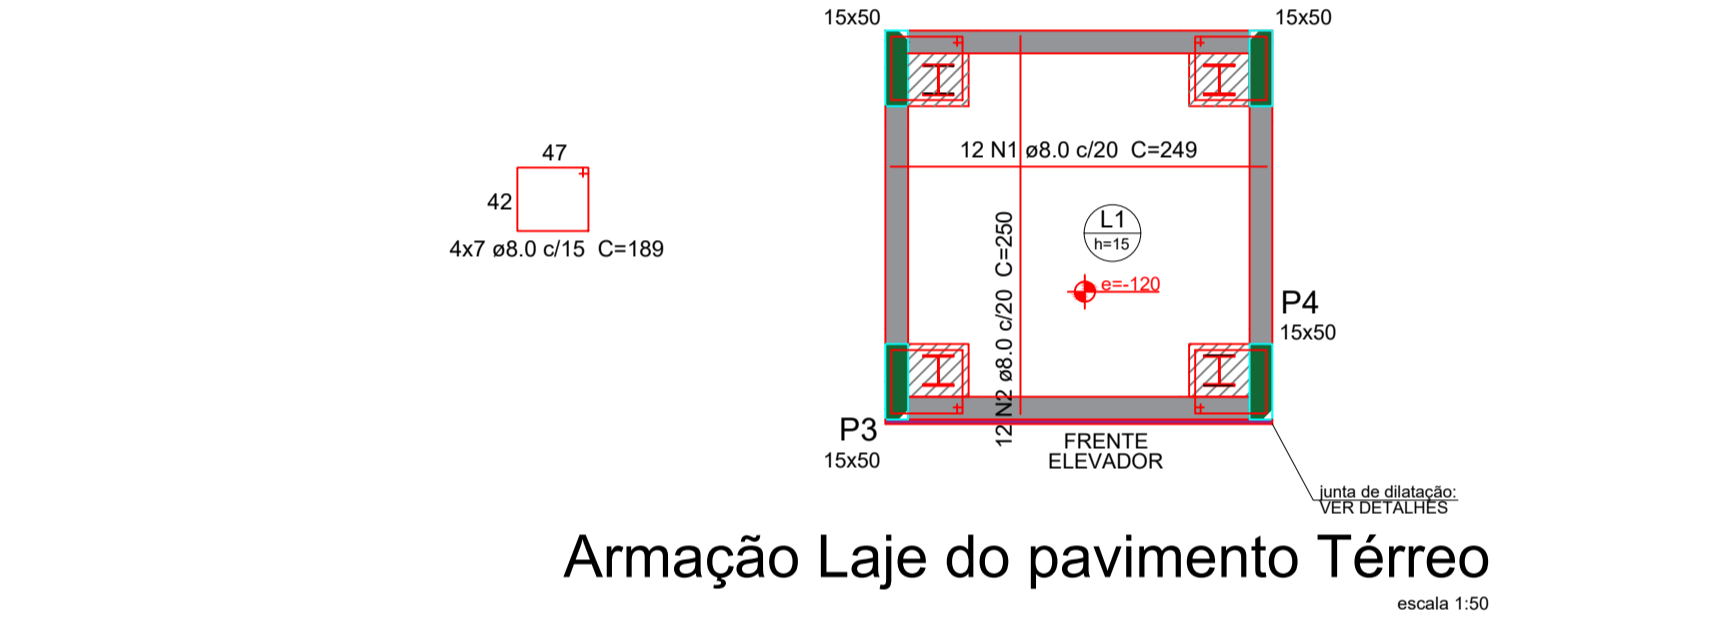 15x50
15x50
47
42
4x7 ø8.0 c/15 C=189
12 N1 ø8.0 c/20 C=249
12 N2 ø8.0 c/20 C=250
L1
h=15
e=-120
P4
15x50
P3
15x50
FRENTE
ELEVADOR
junta de dilatação:
VER DETALHES
Armação Laje do pavimento Térreo
escala 1:50